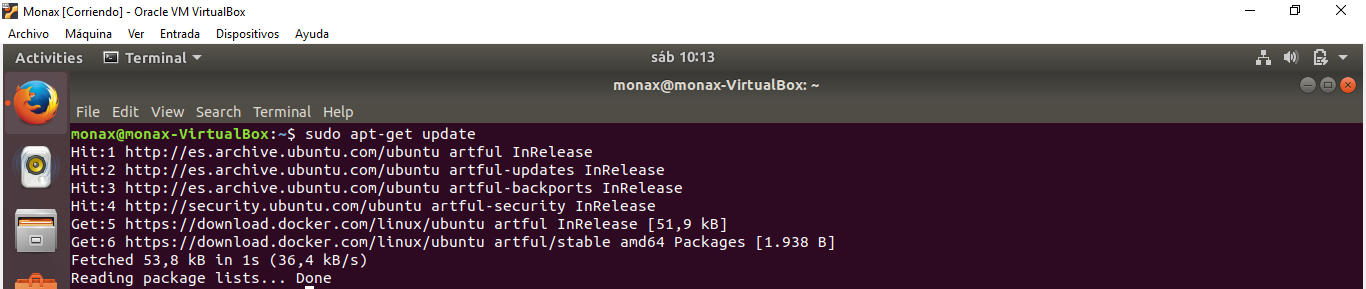 Monax [Corriendo] - Oracle VM VirtualBox
Archivo Máquina Ver Entrada Dispositivos Ayuda
Activities Terminal sáb 10:13
monax@monax-VirtualBox: ~
File Edit View Search Terminal Help
monax@monax-VirtualBox:~$ sudo apt-get update
Hit:1 http://es.archive.ubuntu.com/ubuntu artful InRelease
Hit:2 http://es.archive.ubuntu.com/ubuntu artful-updates InRelease
Hit:3 http://es.archive.ubuntu.com/ubuntu artful-backports InRelease
Hit:4 http://security.ubuntu.com/ubuntu artful-security InRelease
Get:5 https://download.docker.com/linux/ubuntu artful InRelease [51,9 kB]
Get:6 https://download.docker.com/linux/ubuntu artful/stable amd64 Packages [1.938 B]
Fetched 53,8 kB in 1s (36,4 kB/s)
Reading package lists... Done